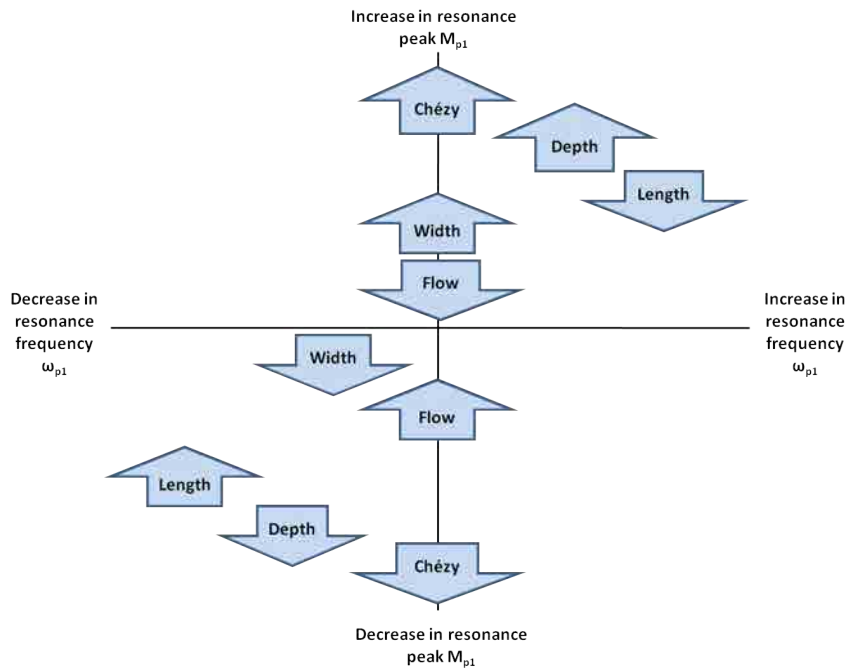 Increase in resonance
peak Mp1
Chézy
Depth
Length
Width
Flow
Decrease in
resonance
frequency
ωp1
Increase in
resonance
frequency
ωp1
Width
Flow
Length
Depth
Chézy
Decrease in resonance
peak Mp1